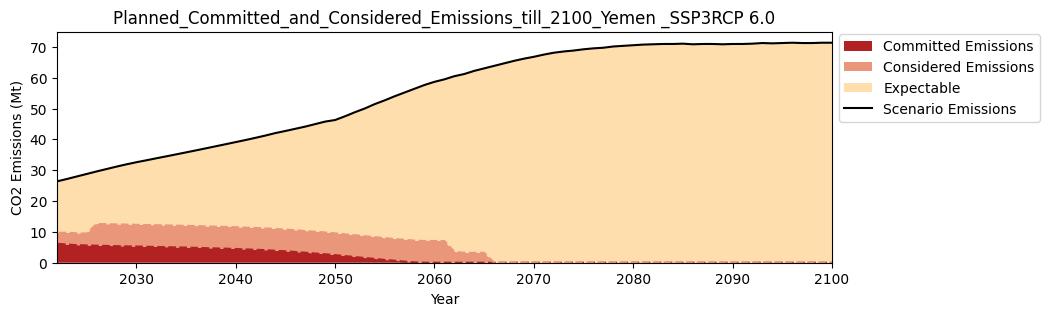 Planned_Committed_and_Considered_Emissions_till_2100_Yemen _SSP3RCP 6.0
CO2 Emissions (Mt)
70
60
50
40
30
20
10
0
2030
2040
2050
2060
2070
2080
2090
2100
Year
Committed Emissions
Considered Emissions
Expectable
Scenario Emissions